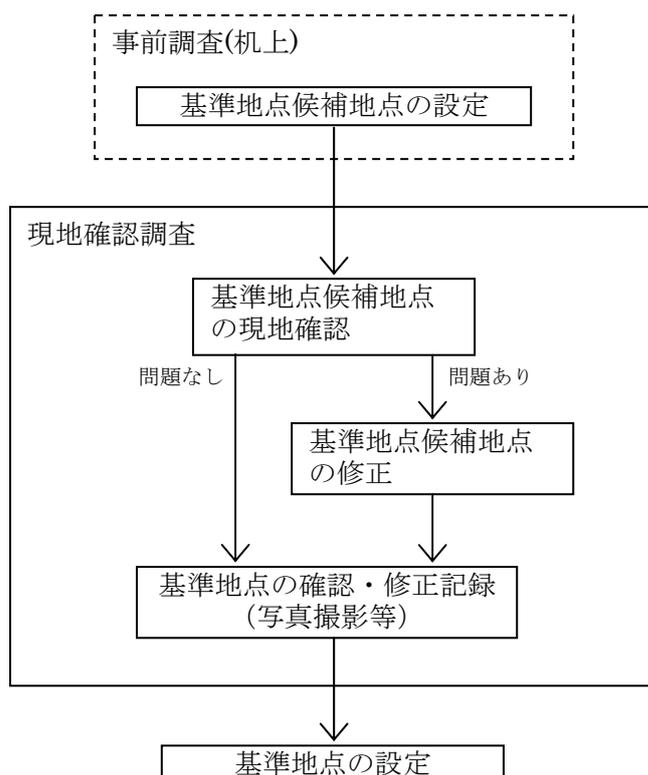 事前調査(机上)
基準地点候補地点の設定
現地確認調査
基準地点候補地点
の現地確認
問題なし
問題あり
基準地点候補地点
の修正
基準地点の確認・修正記録
（写真撮影等）
基準地点の設定